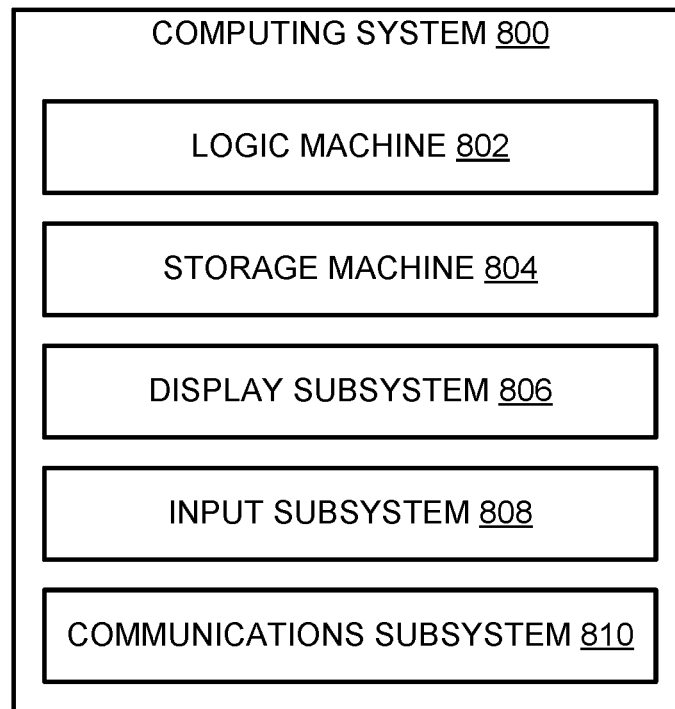 COMPUTING SYSTEM 800
LOGIC MACHINE 802
STORAGE MACHINE 804
DISPLAY SUBSYSTEM 806
INPUT SUBSYSTEM 808
COMMUNICATIONS SUBSYSTEM 810